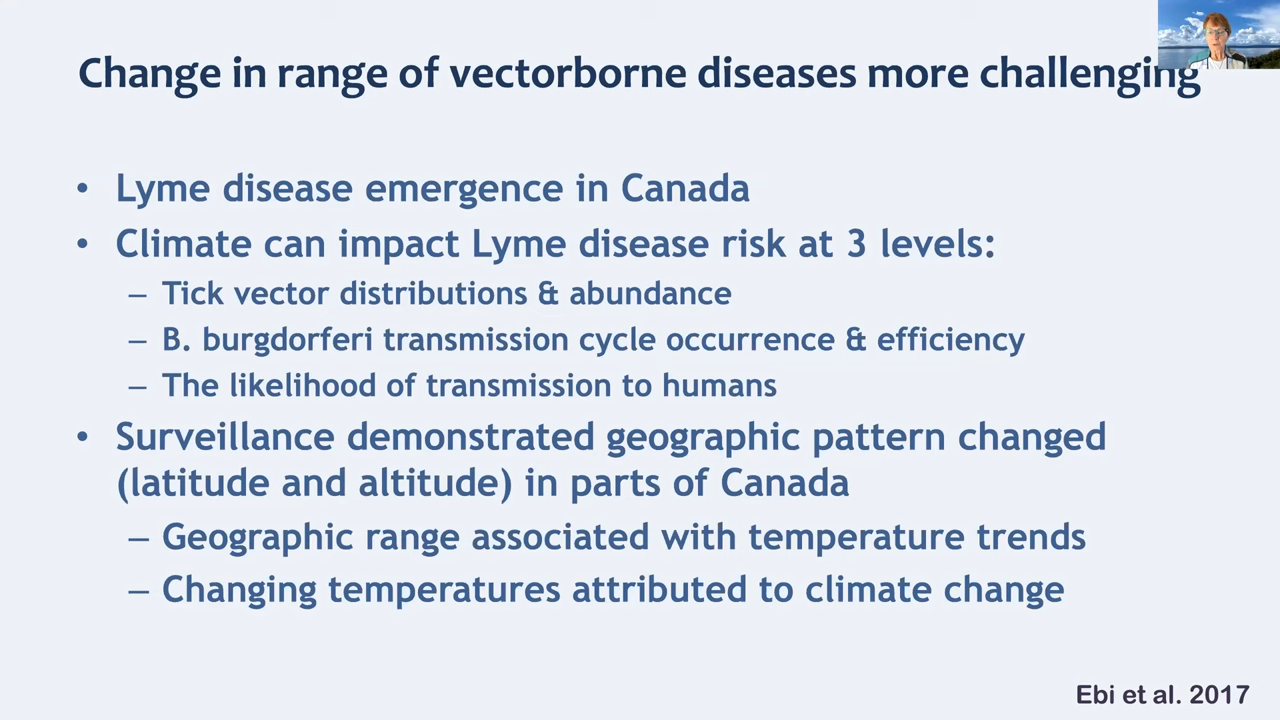 Change in range of vectorborne diseases more challenging
• Lyme disease emergence in Canada
• Climate can impact Lyme disease risk at 3 levels:
– Tick vector distributions & abundance
– B. burgdorferi transmission cycle occurrence & efficiency
– The likelihood of transmission to humans
• Surveillance demonstrated geographic pattern changed
(latitude and altitude) in parts of Canada
– Geographic range associated with temperature trends
– Changing temperatures attributed to climate change
Ebi et al. 2017